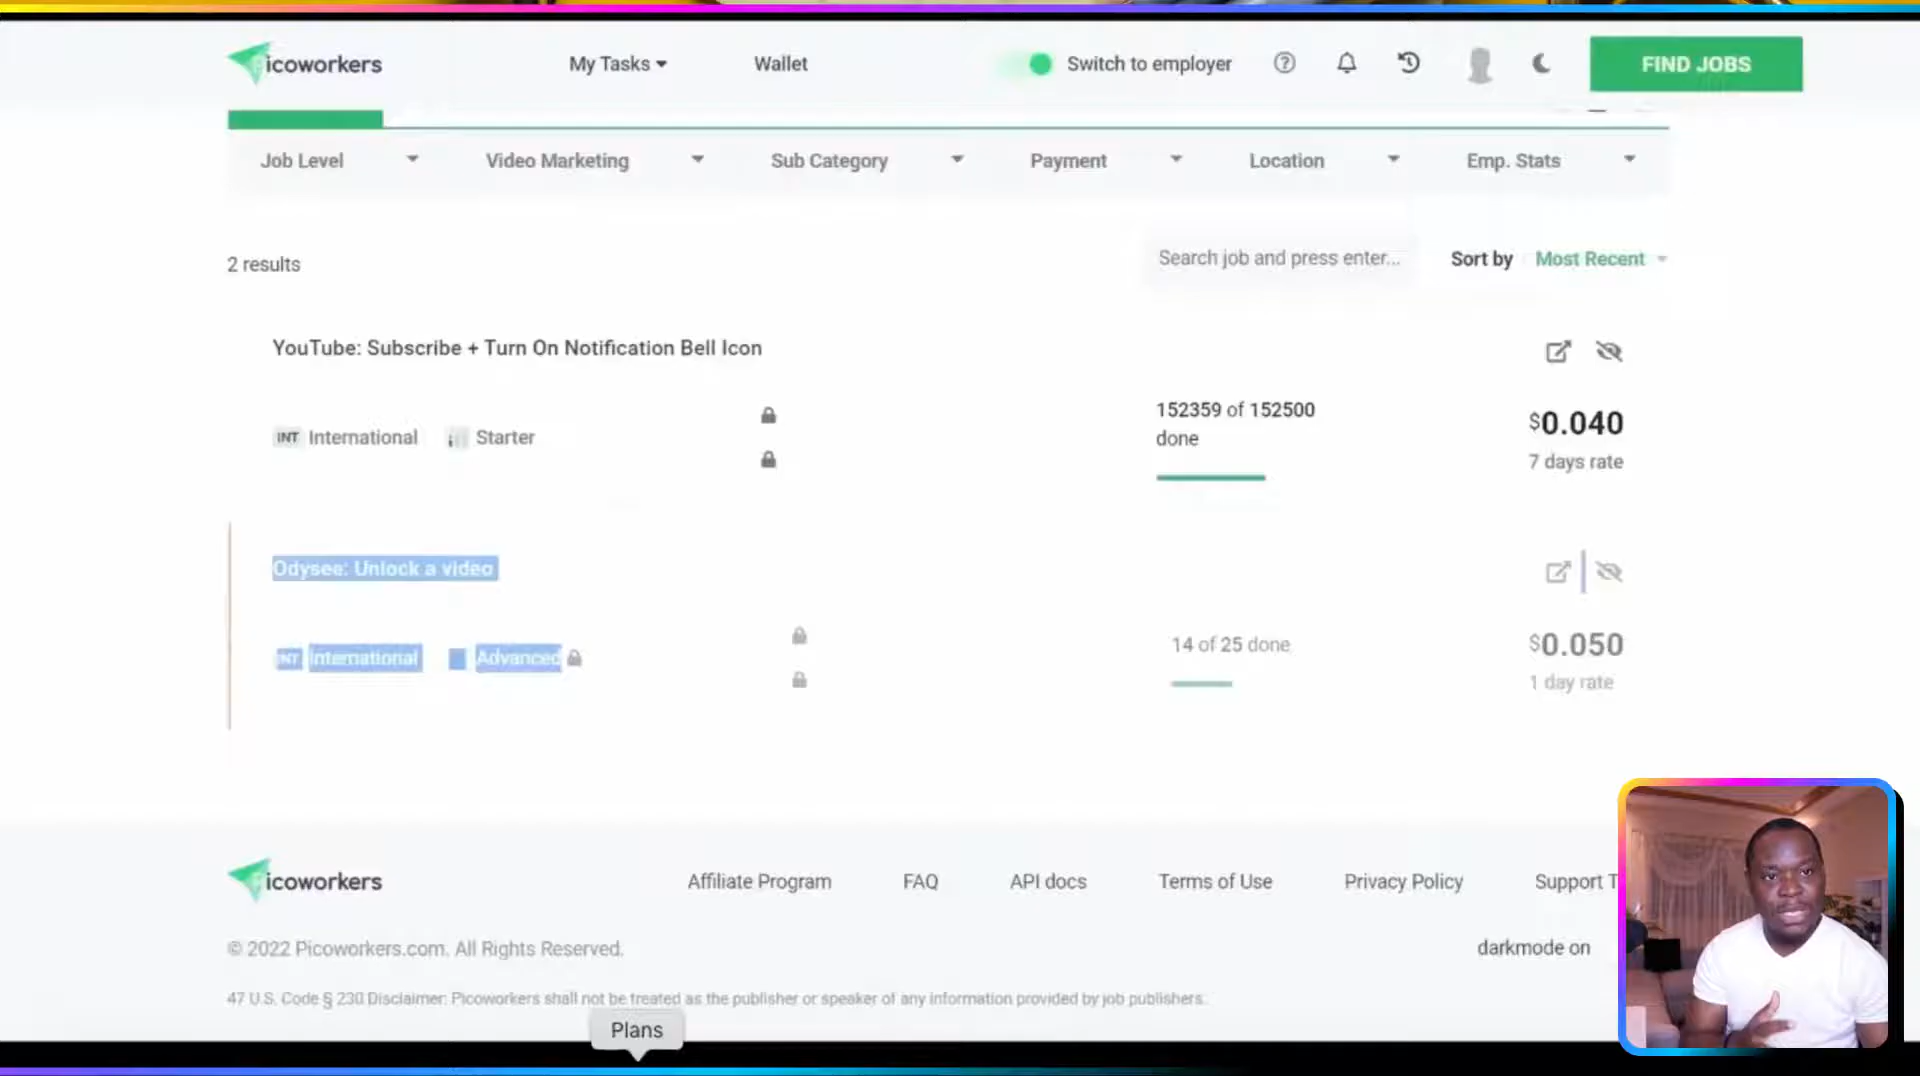 Picoworkers
My Tasks
Wallet
Switch to employer
FIND JOBS
Job Level
Video Marketing
Sub Category
Payment
Location
Emp. Stats
2 results
Search job and press enter...
Sort by
Most Recent
YouTube: Subscribe + Turn On Notification Bell Icon
INT International
Starter
152359 of 152500
done
$0.040
7 days rate
Odysee: Unlock a video
INT International
Advanced
14 of 25 done
$0.050
1 day rate
Picoworkers
Affiliate Program
FAQ
API docs
Terms of Use
Privacy Policy
Support T
© 2022 Picoworkers.com. All Rights Reserved.
darkmode on
47 U.S. Code § 230 Disclaimer: Picoworkers shall not be treated as the publisher or speaker of any information provided by job publishers.
Plans